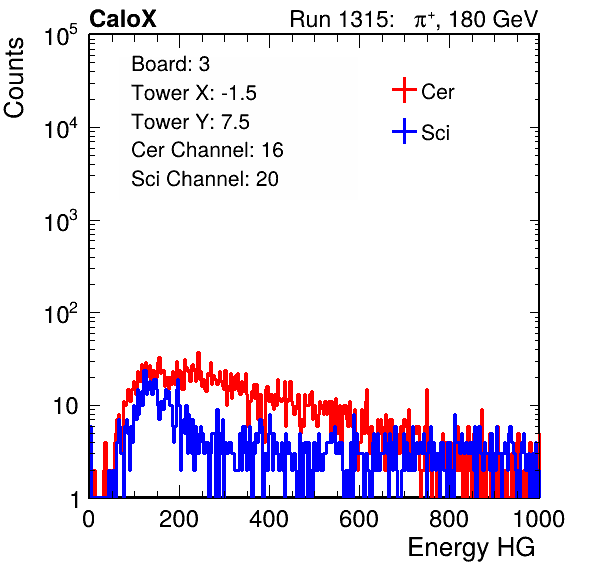 CaloX Run 1315: π⁺, 180 GeV
Counts
10⁵
10⁴
10³
10²
10
1
Board: 3
Tower X: -1.5
Tower Y: 7.5
Cer Channel: 16
Sci Channel: 20
Cer
Sci
0 200 400 600 800 1000
Energy HG